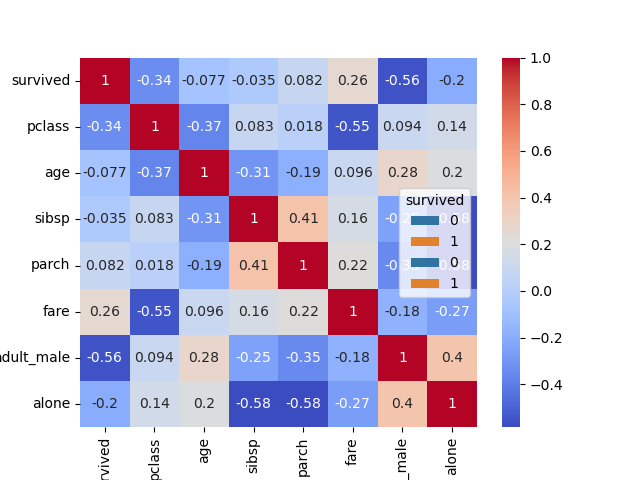 survived 1 -0.34 -0.077 -0.035 0.082 0.26 -0.56 -0.2
pclass -0.34 1 -0.37 0.083 0.018 -0.55 0.094 0.14
age -0.077 -0.37 1 -0.31 -0.19 0.096 0.28 0.2
sibsp -0.035 0.083 -0.31 1 0.41 0.16
parch 0.082 0.018 -0.19 0.41 1 0.22
fare 0.26 -0.55 0.096 0.16 0.22 1 -0.18 -0.27
dult_male -0.56 0.094 0.28 -0.25 -0.35 -0.18 1 0.4
alone -0.2 0.14 0.2 -0.58 -0.58 -0.27 0.4 1
rvived
pclass
age
sibsp
parch
fare
_male
alone
survived
0
1
0
1
1.0
0.8
0.6
0.4
0.2
0.0
−0.2
−0.4